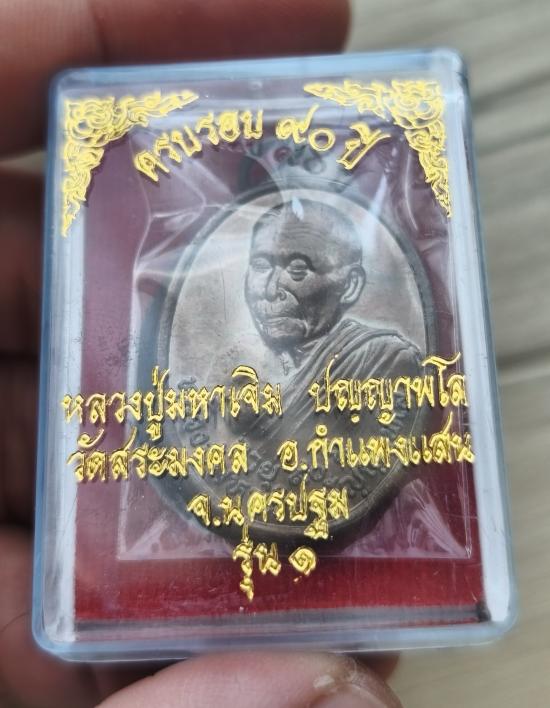 ครบรอบ ๙๐ ปี
หลวงปู่มหาเจิม ปญฺญาพโล
วัดสระมงคล อ.กำแพงแสน
จ.นครปฐม
รุ่น ๑